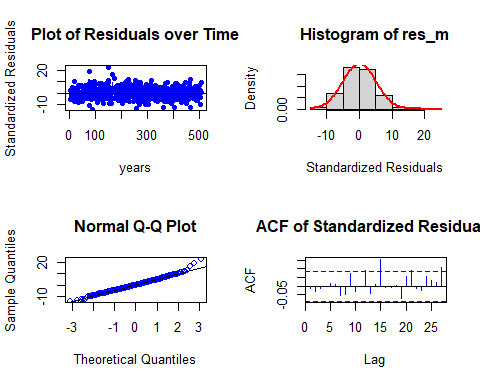 Plot of Residuals over Time
Standardized Residuals
20
-10
0 100 300 500
years
Histogram of res_m
Density
0.00
-10 0 10 20
Standardized Residuals
Normal Q-Q Plot
Sample Quantiles
20
-10
-3 -2 -1 0 1 2 3
Theoretical Quantiles
ACF of Standardized Residua
ACF
-0.05
0 5 10 15 20 25
Lag